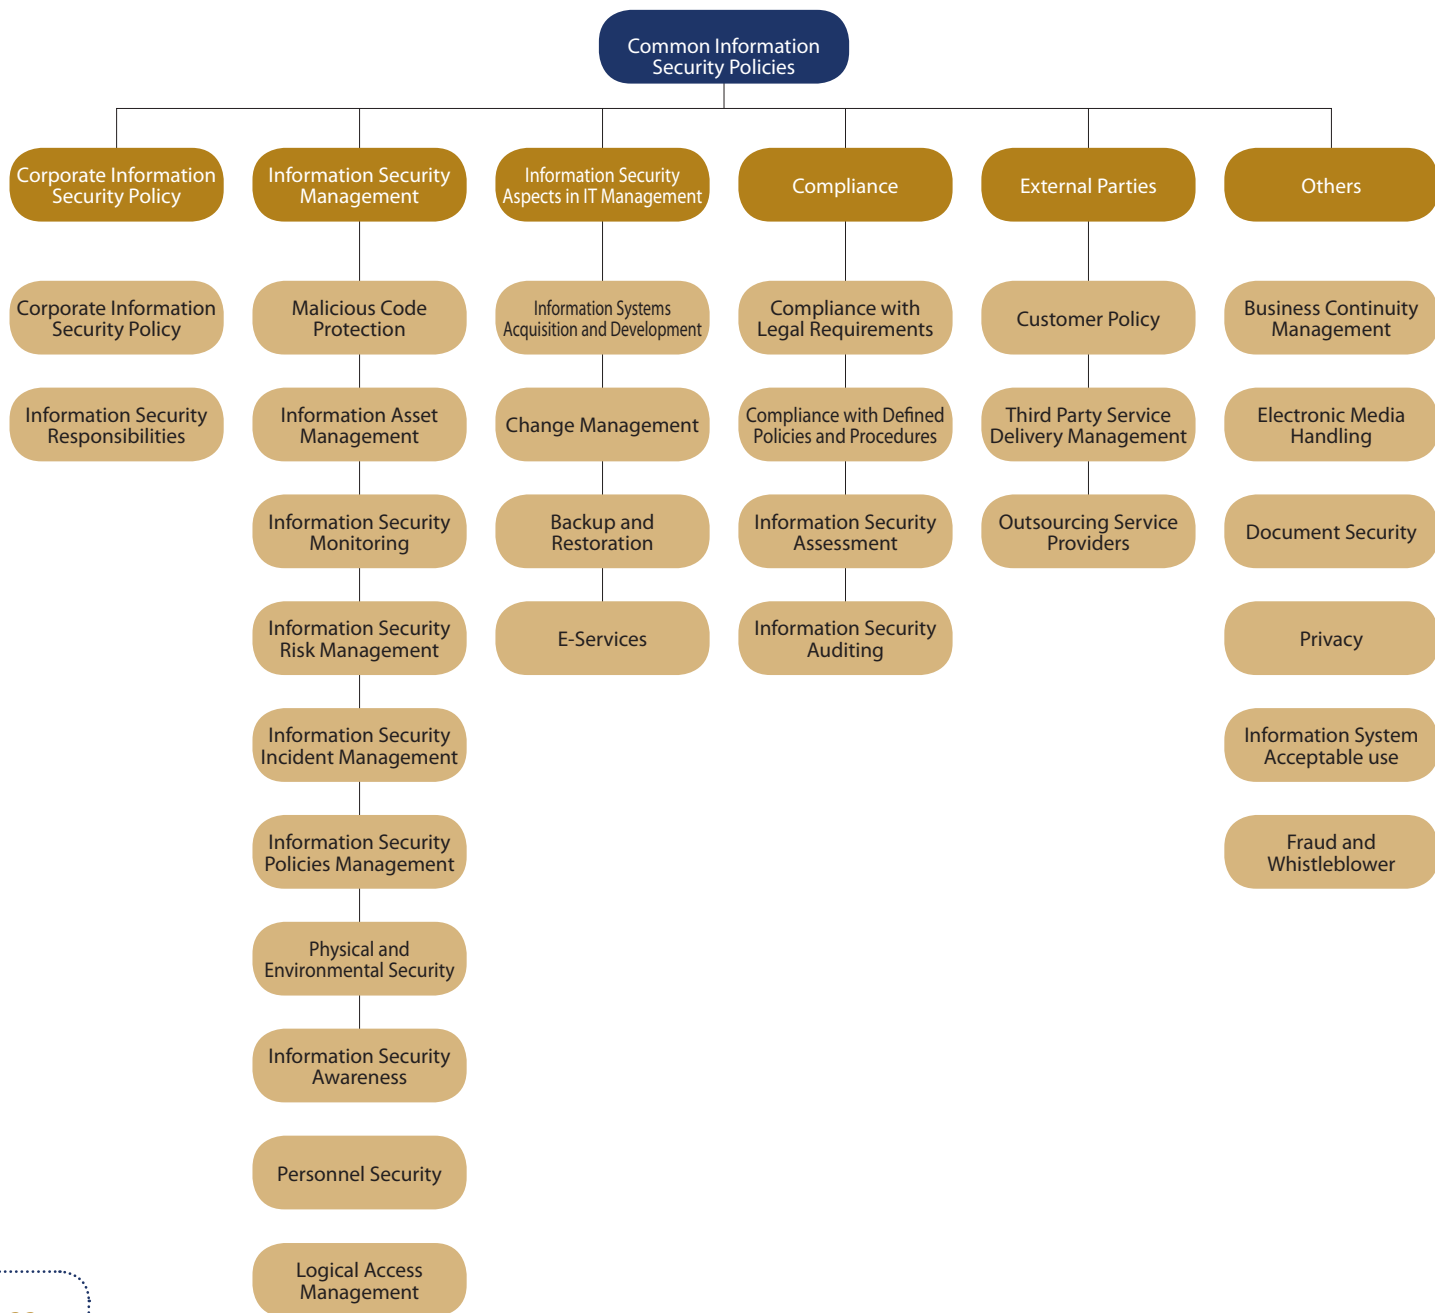 Common Information
Security Policies
Corporate Information
Security Policy
Information Security
Management
Information Security
Aspects in IT Management
Compliance
External Parties
Others
Corporate Information
Security Policy
Information Security
Responsibilities
Malicious Code
Protection
Information Asset
Management
Information Security
Monitoring
Information Security
Risk Management
Information Security
Incident Management
Information Security
Policies Management
Physical and
Environmental Security
Information Security
Awareness
Personnel Security
Logical Access
Management
Information Systems
Acquisition and Development
Change Management
Backup and
Restoration
E-Services
Compliance with
Legal Requirements
Compliance with Defined
Policies and Procedures
Information Security
Assessment
Information Security
Auditing
Customer Policy
Third Party Service
Delivery Management
Outsourcing Service
Providers
Business Continuity
Management
Electronic Media
Handling
Document Security
Privacy
Information System
Acceptable use
Fraud and
Whistleblower